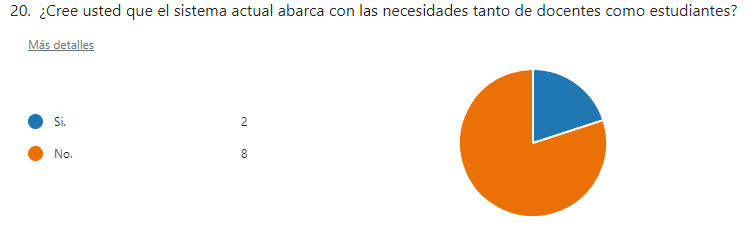 20. ¿Cree usted que el sistema actual abarca con las necesidades tanto de docentes como estudiantes?
Más detalles
Si. 2
No. 8